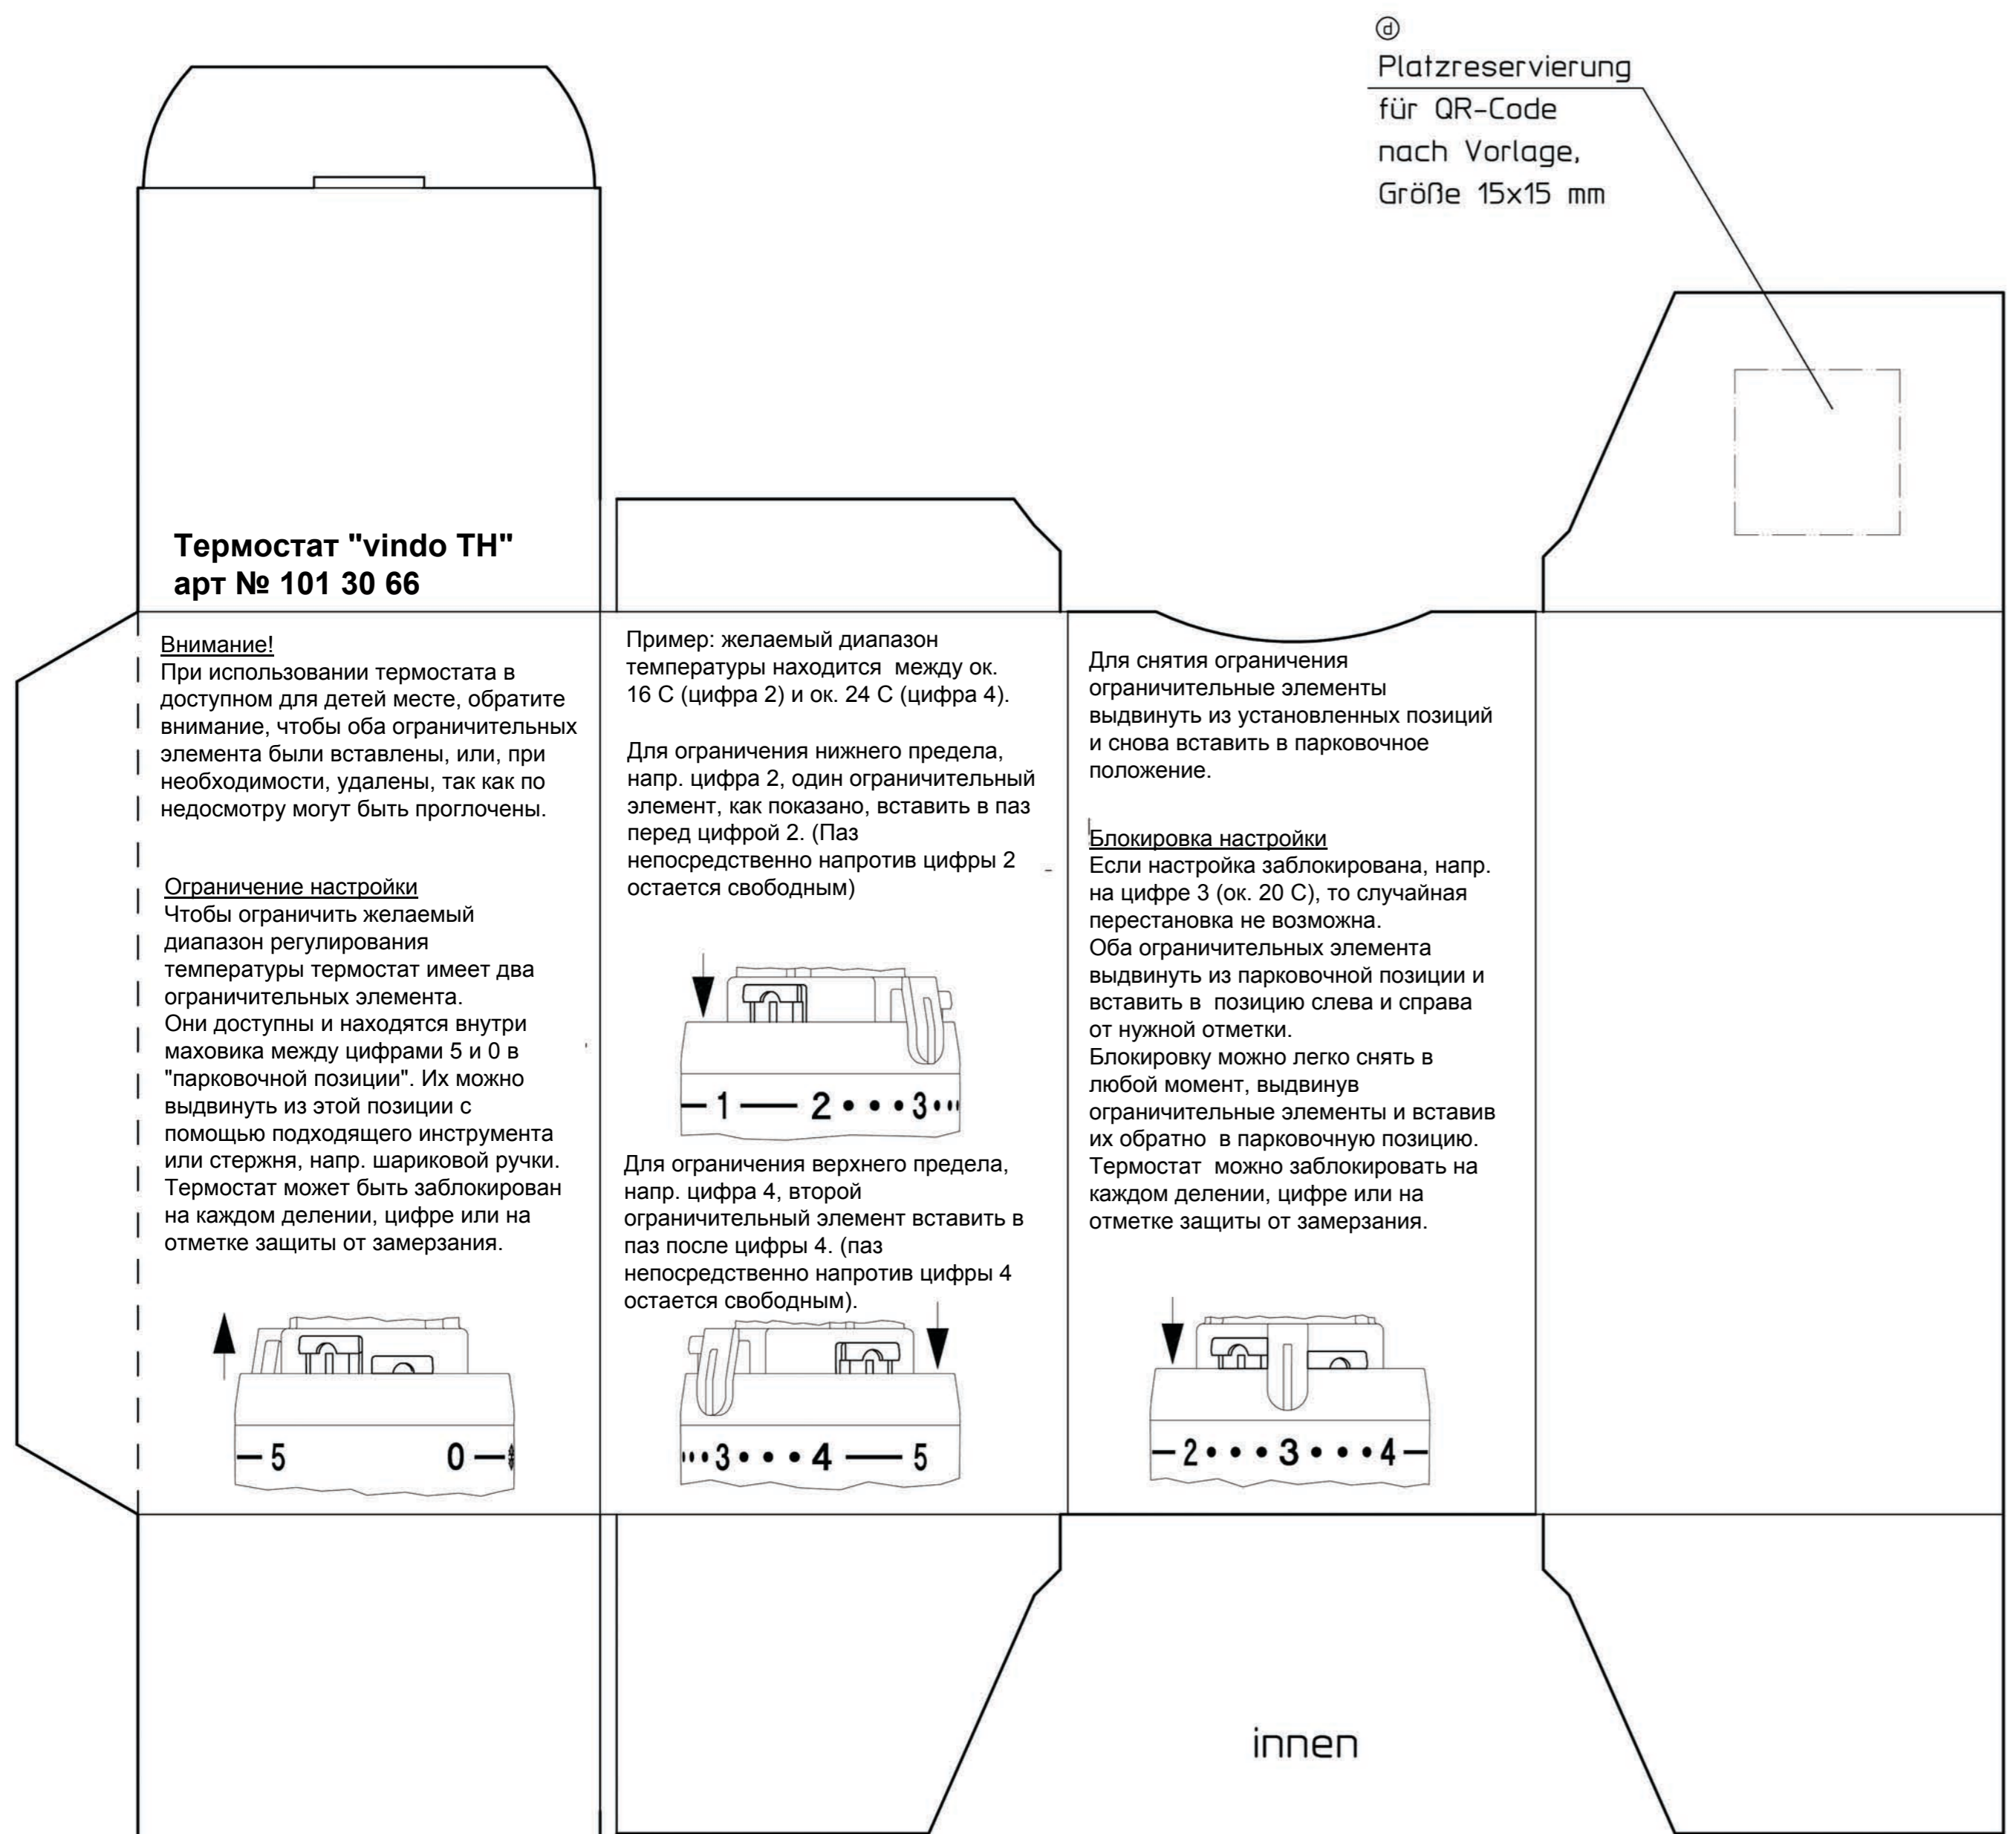 ⓓ
Platzreservierung
für QR-Code
nach Vorlage,
Größe 15x15 mm
Термостат "vindo TH"
арт № 101 30 66
Внимание!
При использовании термостата в
доступном для детей месте, обратите
внимание, чтобы оба ограничительных
элемента были вставлены, или, при
необходимости, удалены, так как по
недосмотру могут быть проглочены.
Ограничение настройки
Чтобы ограничить желаемый
диапазон регулирования
температуры термостат имеет два
ограничительных элемента.
Они доступны и находятся внутри
маховика между цифрами 5 и 0 в
"парковочной позиции". Их можно
выдвинуть из этой позиции с
помощью подходящего инструмента
или стержня, напр. шариковой ручки.
Термостат может быть заблокирован
на каждом делении, цифре или на
отметке защиты от замерзания.
— 5 0 —
Пример: желаемый диапазон
температуры находится между ок.
16 С (цифра 2) и ок. 24 С (цифра 4).
Для ограничения нижнего предела,
напр. цифра 2, один ограничительный
элемент, как показано, вставить в паз
перед цифрой 2. (Паз
непосредственно напротив цифры 2
остается свободным)
— 1 — 2 • • • 3 • • •
Для ограничения верхнего предела,
напр. цифра 4, второй
ограничительный элемент вставить в
паз после цифры 4. (паз
непосредственно напротив цифры 4
остается свободным).
• • • 3 • • • 4 — 5
Для снятия ограничения
ограничительные элементы
выдвинуть из установленных позиций
и снова вставить в парковочное
положение.
Блокировка настройки
Если настройка заблокирована, напр.
на цифре 3 (ок. 20 С), то случайная
перестановка не возможна.
Оба ограничительных элемента
выдвинуть из парковочной позиции и
вставить в позицию слева и справа
от нужной отметки.
Блокировку можно легко снять в
любой момент, выдвинув
ограничительные элементы и вставив
их обратно в парковочную позицию.
Термостат можно заблокировать на
каждом делении, цифре или на
отметке защиты от замерзания.
— 2 • • • 3 • • • 4 —
innen